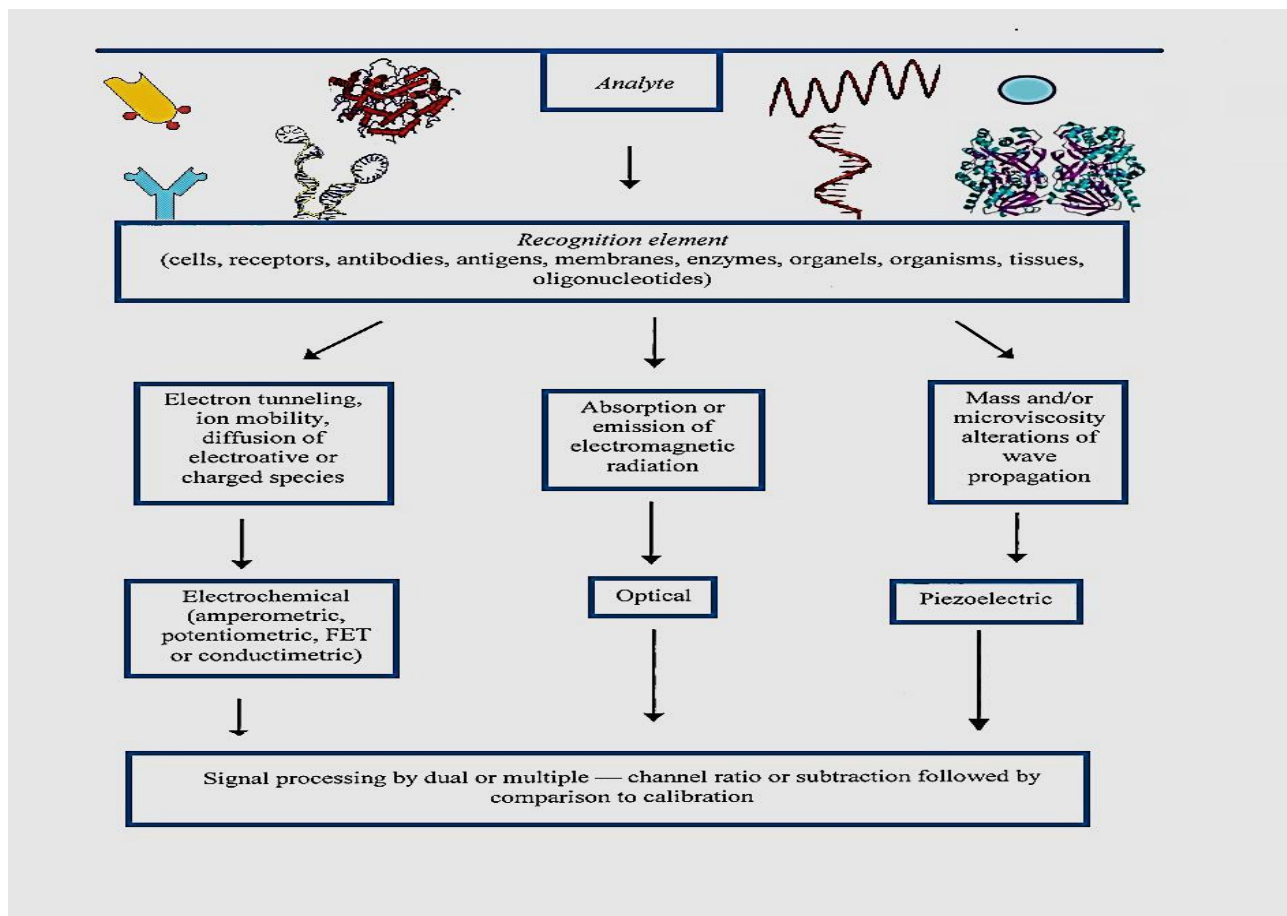 Analyte
Recognition element
(cells, receptors, antibodies, antigens, membranes, enzymes, organels, organisms, tissues,
oligonucleotides)
Electron tunneling,
ion mobility,
diffusion of
electroative or
charged species
Absorption or
emission of
electromagnetic
radiation
Mass and/or
microviscosity
alterations of
wave
propagation
Electrochemical
(amperometric,
potentiometric, FET
or conductimetric)
Optical
Piezoelectric
Signal processing by dual or multiple — channel ratio or subtraction followed by
comparison to calibration